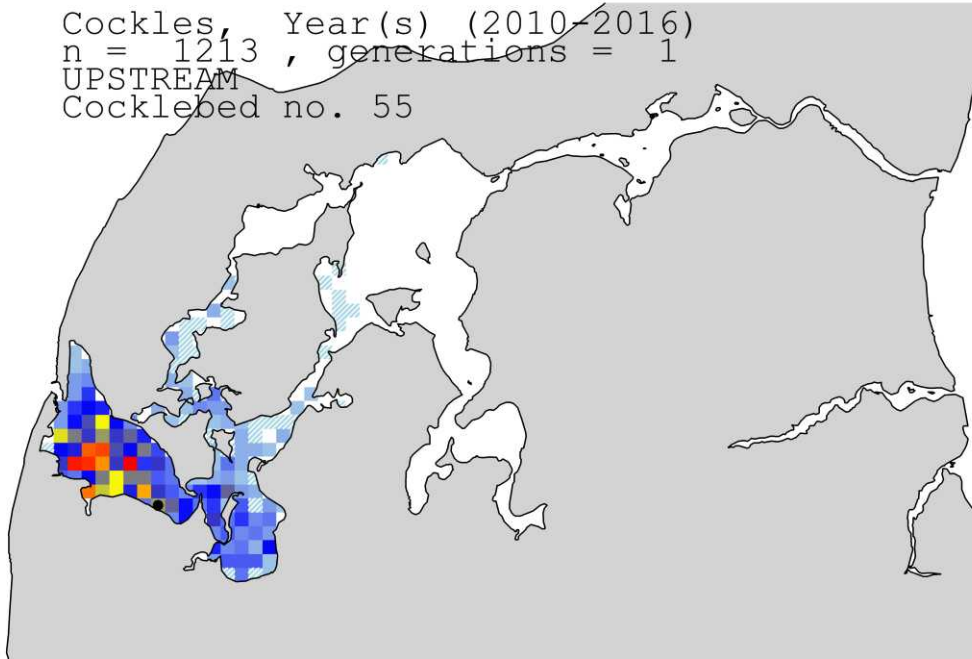 Cockles, Year(s) (2010-2016)
n = 1213 , generations = 1
UPSTREAM
Cocklebed no. 55